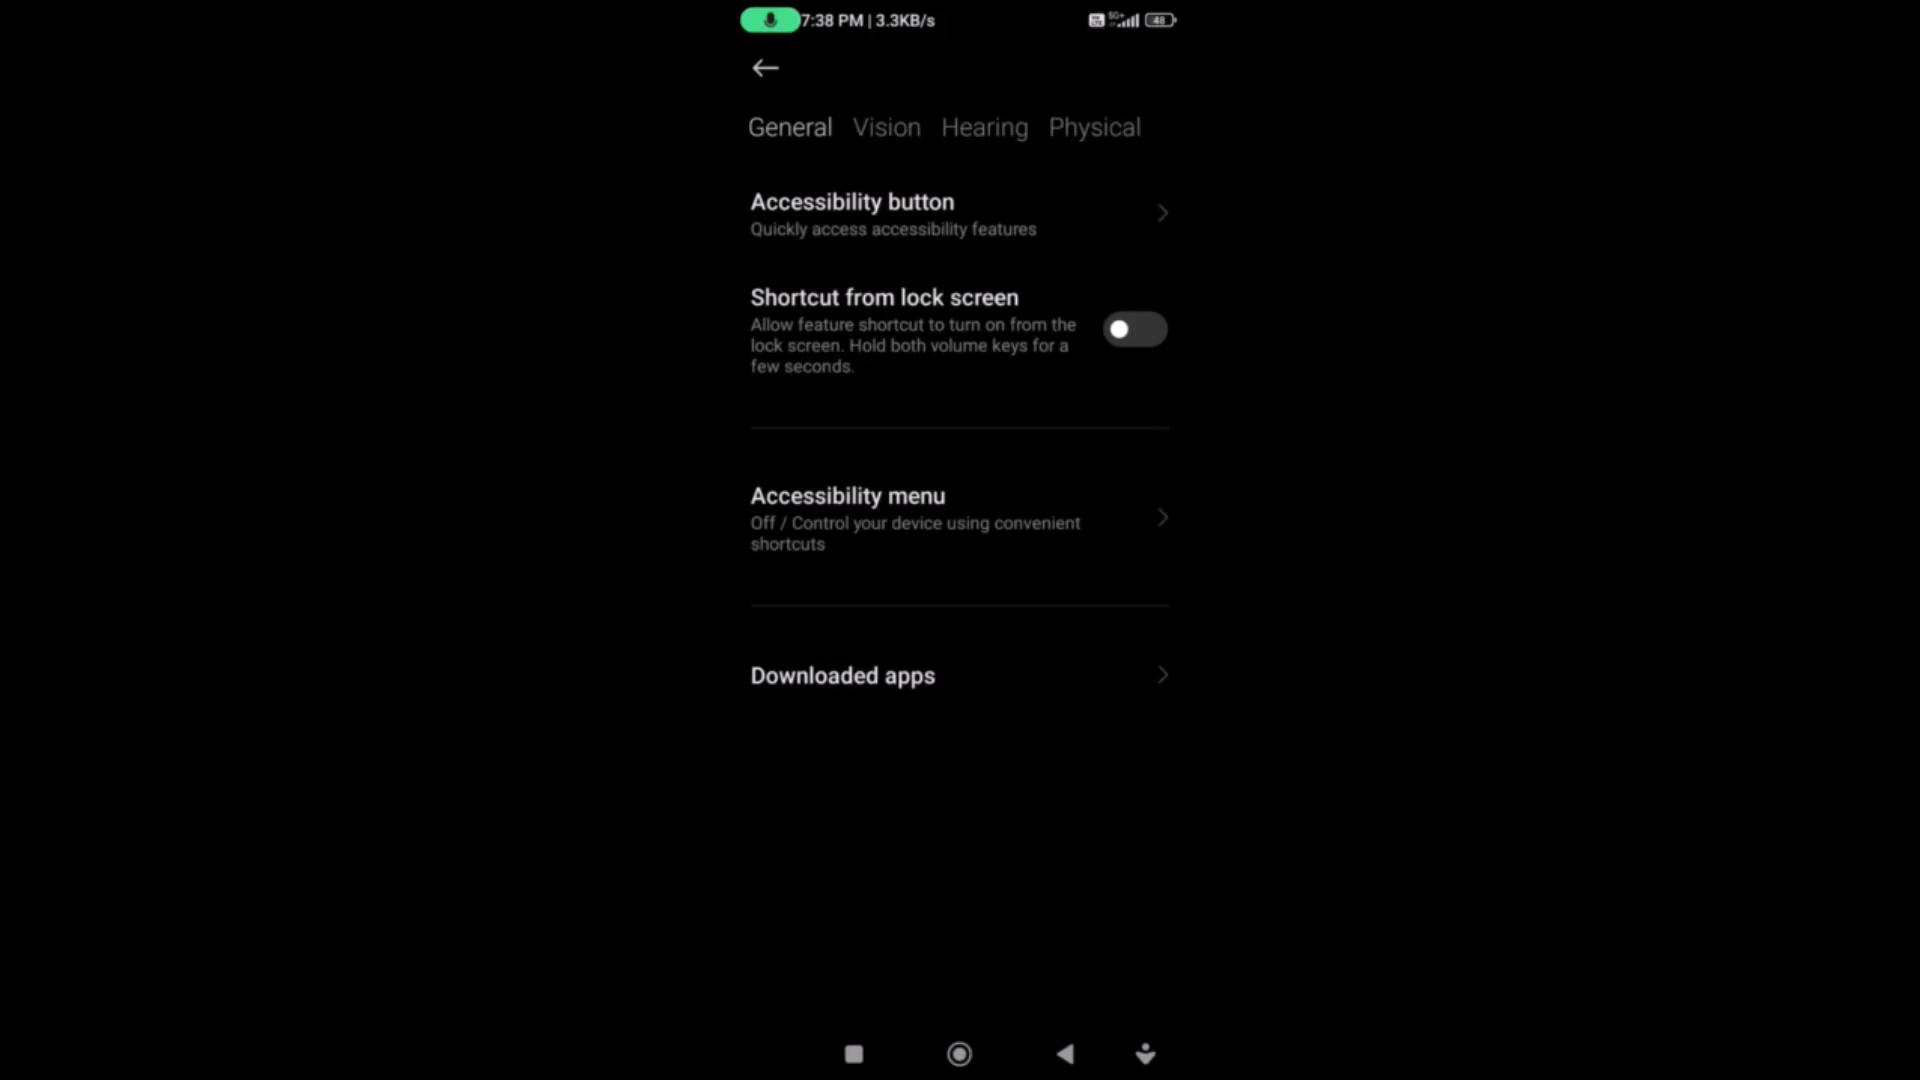 7:38 PM | 3.3KB/s 5G+ 48
General Vision Hearing Physical
Accessibility button
Quickly access accessibility features
Shortcut from lock screen
Allow feature shortcut to turn on from the
lock screen. Hold both volume keys for a
few seconds.
Accessibility menu
Off / Control your device using convenient
shortcuts
Downloaded apps